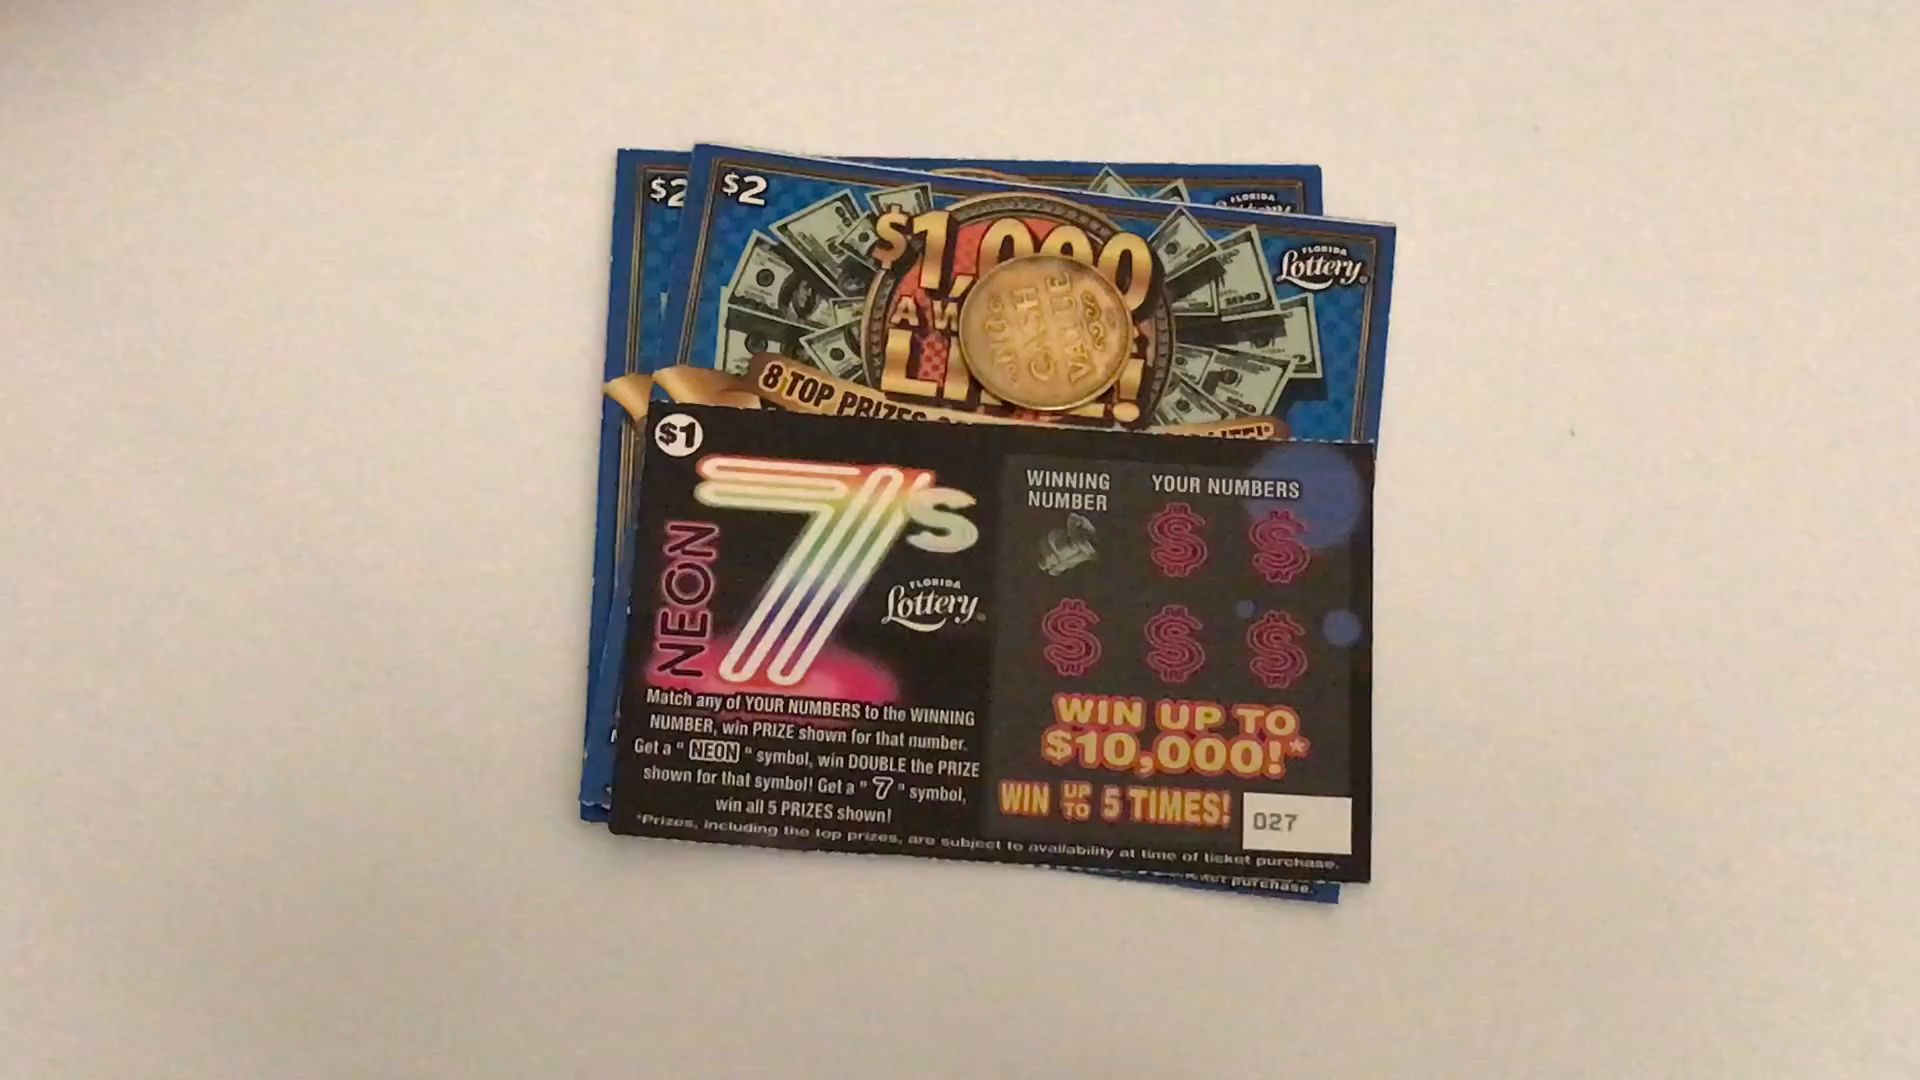 $2
$2
FLORIDA
FLORIDA
Lottery
$1,000
A W
8 TOP PRIZES
CASH
VALUE
$1
NEON
7's
FLORIDA
Lottery
Match any of YOUR NUMBERS to the WINNING
NUMBER, win PRIZE shown for that number.
Get a "NEON" symbol, win DOUBLE the PRIZE
shown for that symbol! Get a "7" symbol,
win all 5 PRIZES shown!
WINNING
NUMBER
YOUR NUMBERS
WIN UP TO
$10,000!*
WIN UP TO 5 TIMES!
027
*Prizes, including the top prizes, are subject to availability at time of ticket purchase.
purchase.